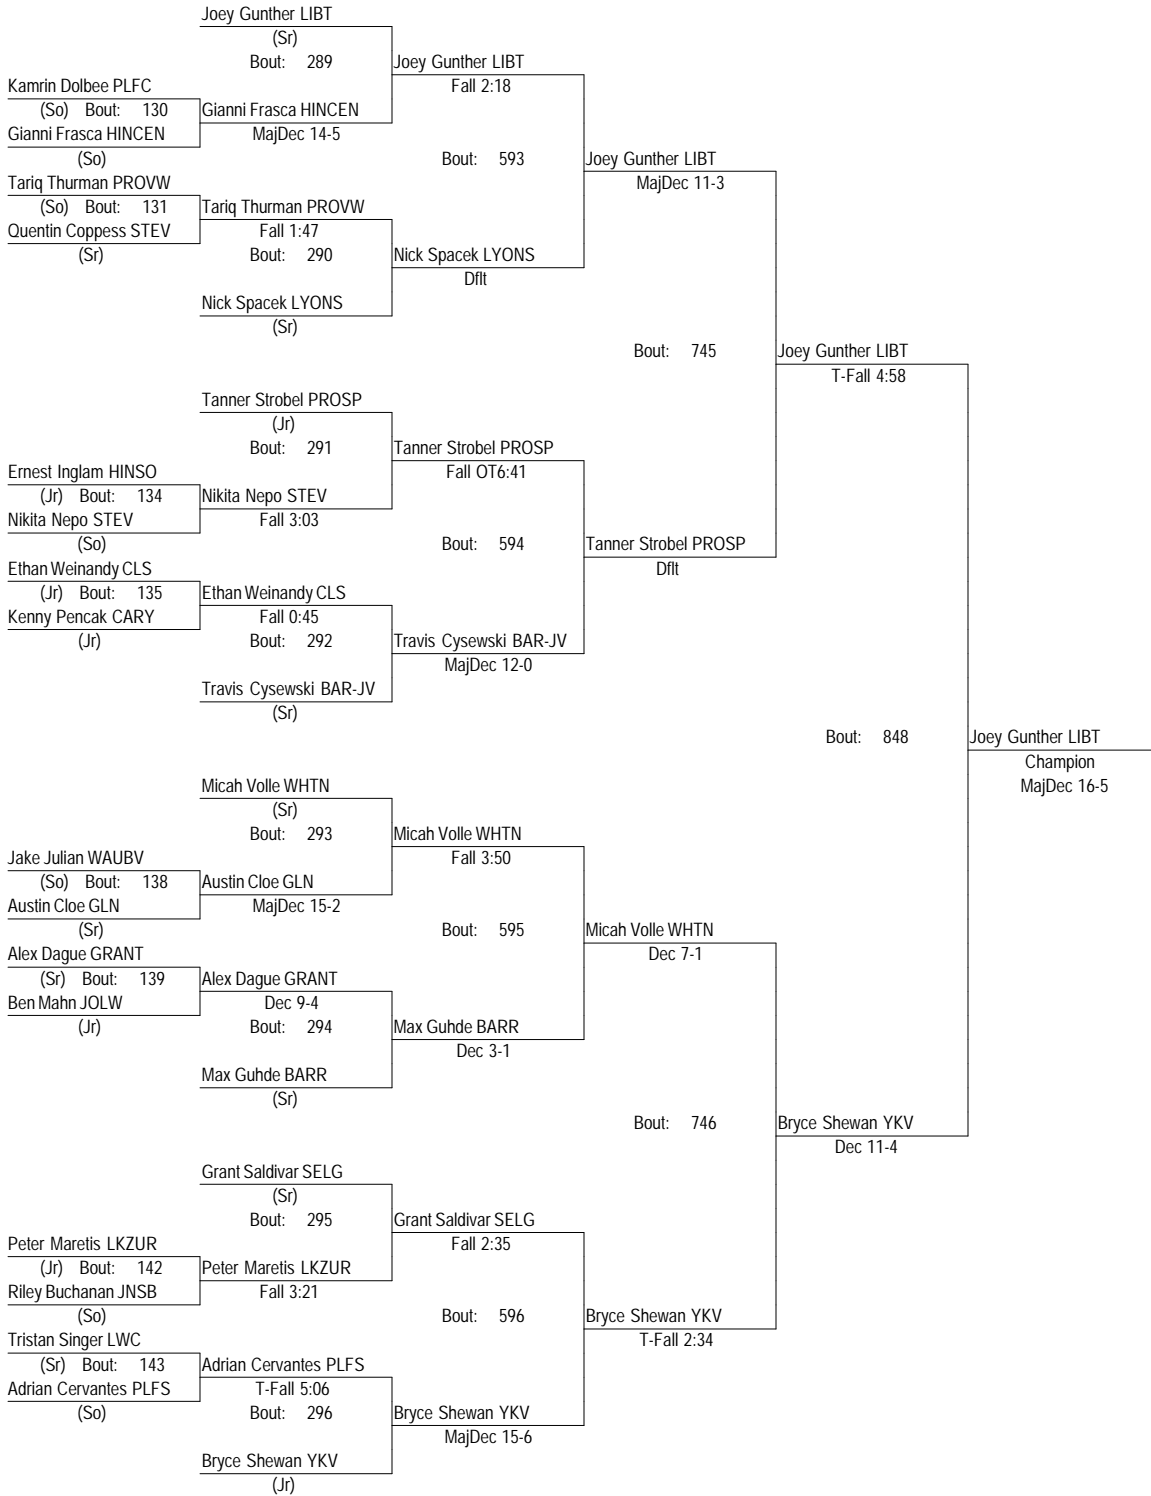 Joey Gunther LIBT
(Sr)
Bout: 289
Joey Gunther LIBT
Fall 2:18
Kamrin Dolbee PLFC
(So) Bout: 130
Gianni Frasca HINCEN
Gianni Frasca HINCEN
MajDec 14-5
(So)
Bout: 593
Joey Gunther LIBT
MajDec 11-3
Tariq Thurman PROVW
(So) Bout: 131
Tariq Thurman PROVW
Quentin Coppess STEV
Fall 1:47
(Sr)
Bout: 290
Nick Spacek LYONS
Dflt
Nick Spacek LYONS
(Sr)
Bout: 745
Joey Gunther LIBT
T-Fall 4:58
Tanner Strobel PROSP
(Jr)
Bout: 291
Tanner Strobel PROSP
Fall OT6:41
Ernest Inglam HINSO
(Jr) Bout: 134
Nikita Nepo STEV
Nikita Nepo STEV
Fall 3:03
(So)
Bout: 594
Tanner Strobel PROSP
Dflt
Ethan Weinandy CLS
(Jr) Bout: 135
Ethan Weinandy CLS
Kenny Pencak CARY
Fall 0:45
(Jr)
Bout: 292
Travis Cysewski BAR-JV
MajDec 12-0
Travis Cysewski BAR-JV
(Sr)
Bout: 848
Joey Gunther LIBT
Champion
MajDec 16-5
Micah Volle WHTN
(Sr)
Bout: 293
Micah Volle WHTN
Fall 3:50
Jake Julian WAUBV
(So) Bout: 138
Austin Cloe GLN
Austin Cloe GLN
MajDec 15-2
(Sr)
Bout: 595
Micah Volle WHTN
Dec 7-1
Alex Dague GRANT
(Sr) Bout: 139
Alex Dague GRANT
Ben Mahn JOLW
Dec 9-4
(Jr)
Bout: 294
Max Guhde BARR
Dec 3-1
Max Guhde BARR
(Sr)
Bout: 746
Bryce Shewan YKV
Dec 11-4
Grant Saldivar SELG
(Sr)
Bout: 295
Grant Saldivar SELG
Fall 2:35
Peter Maretis LKZUR
(Jr) Bout: 142
Peter Maretis LKZUR
Riley Buchanan JNSB
Fall 3:21
(So)
Bout: 596
Bryce Shewan YKV
T-Fall 2:34
Tristan Singer LWC
(Sr) Bout: 143
Adrian Cervantes PLFS
Adrian Cervantes PLFS
T-Fall 5:06
(So)
Bout: 296
Bryce Shewan YKV
MajDec 15-6
Bryce Shewan YKV
(Jr)